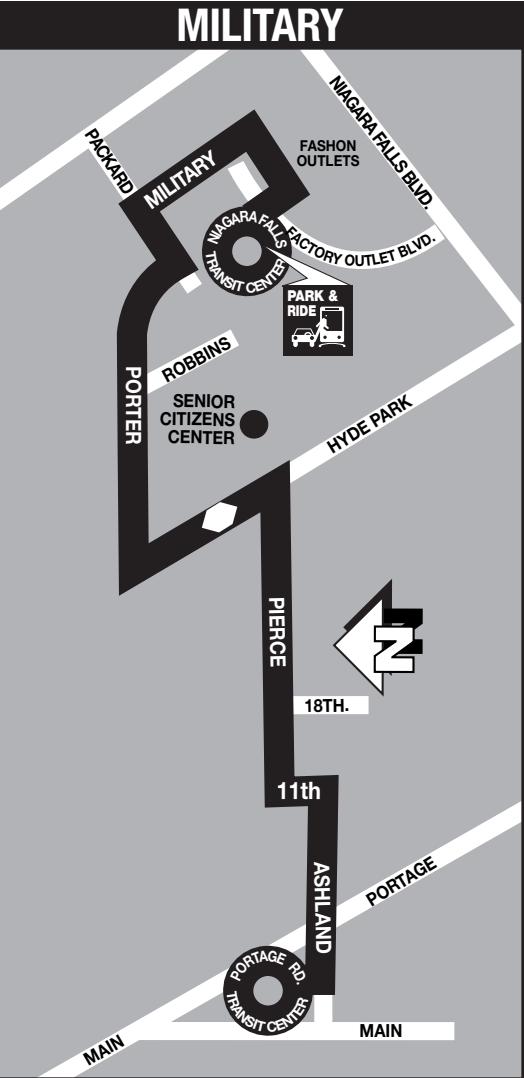 MILITARY
NIAGARA FALLS BLVD.
PACKARD
MILITARY
FASHON
OUTLETS
NIAGARA FALLS
TRANSIT CENTER
FACTORY OUTLET BLVD.
PARK &
RIDE
ROBBINS
PORTER
SENIOR
CITIZENS
CENTER
HYDE PARK
PIERCE
N
18TH.
11th
ASHLAND
PORTAGE
PORTAGE RD.
TRANSIT CENTER
MAIN
MAIN